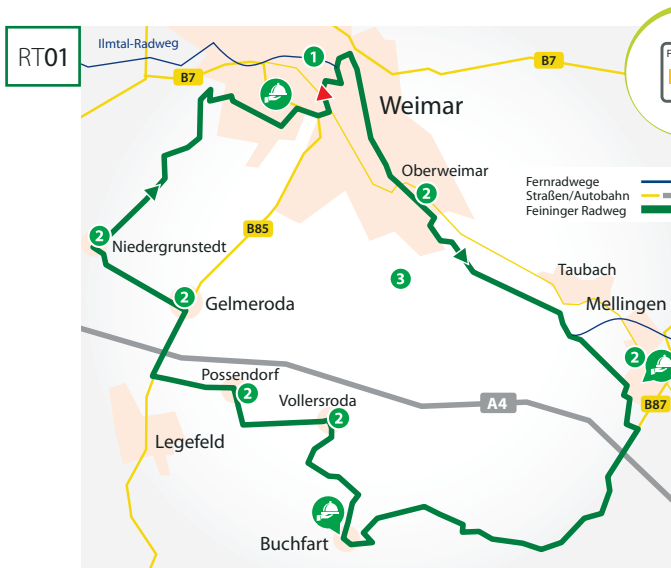 RT01
Ilmtal-Radweg
1
B7
B7
F
Weimar
Oberweimar
2
Fernradwege
Straßen/Autobahn
Feininger Radweg
2
Niedergrunstedt
B85
3
Taubach
2
Gelmeroda
Mellingen
2
Possendorf
2
Vollersroda
2
A4
B87
Legefeld
Buchfart